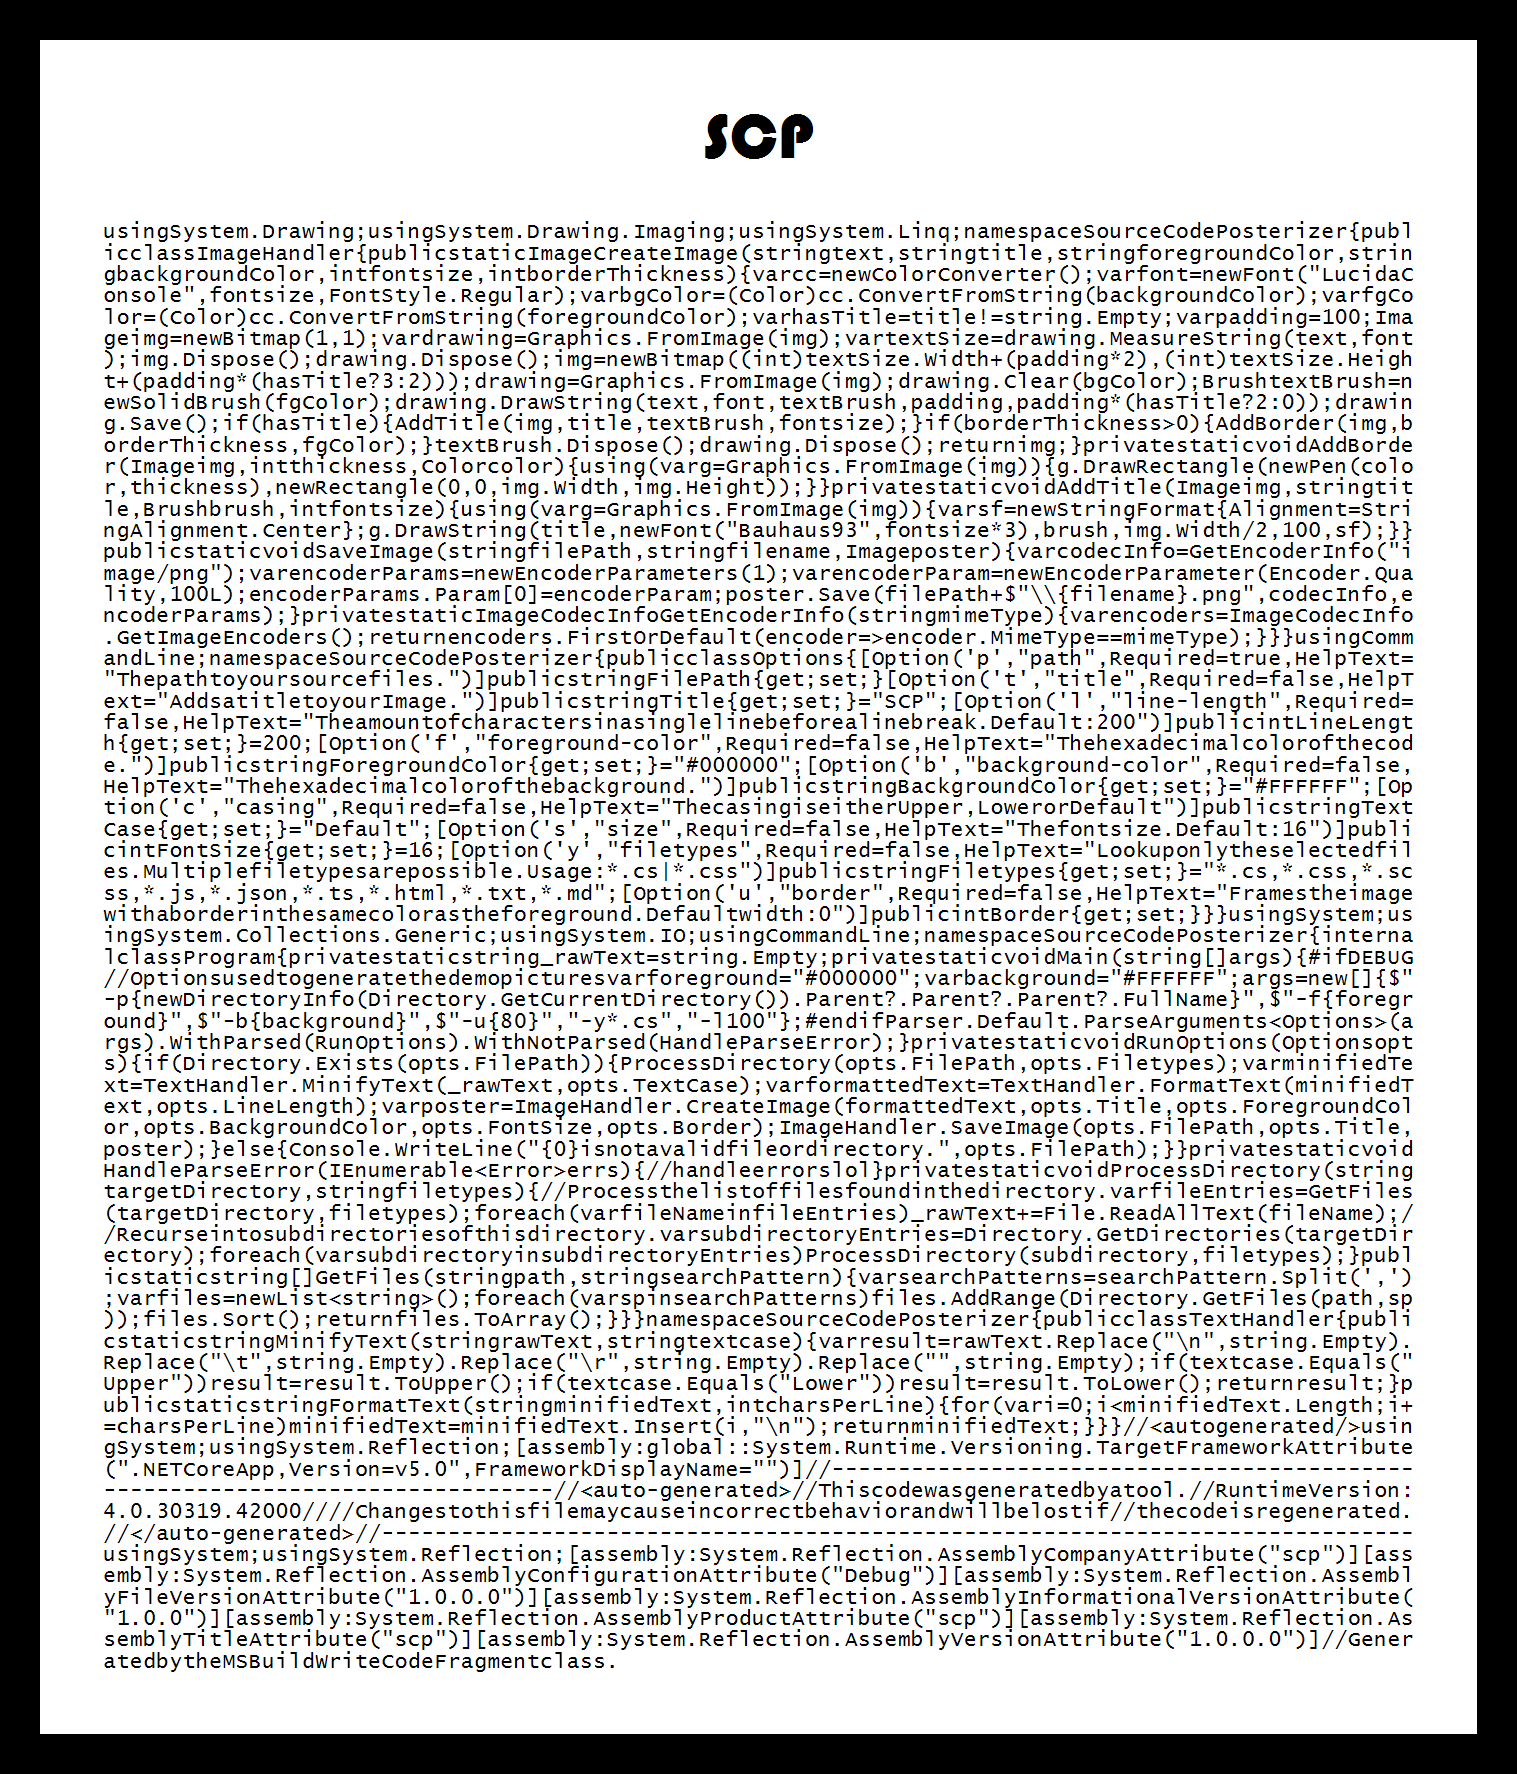 SCP
usingSystem.Drawing;usingSystem.Drawing.Imaging;usingSystem.Linq;namespaceSourceCodePosterizer{publ
icclassImageHandler{publicstaticImageCreateImage(stringtext,stringtitle,stringforegroundColor,strin
gbackgroundColor,intfontsize,intborderThickness){varcc=newColorConverter();varfont=newFont("LucidaC
onsole",fontsize,FontStyle.Regular);varbgColor=(Color)cc.ConvertFromString(backgroundColor);varfgCo
lor=(Color)cc.ConvertFromString(foregroundColor);varhasTitle=title!=string.Empty;varpadding=100;Ima
geimg=newBitmap(1,1);vardrawing=Graphics.FromImage(img);vartextSize=drawing.MeasureString(text,font
);img.Dispose();drawing.Dispose();img=newBitmap((int)textSize.Width+(padding*2),(int)textSize.Heigh
t+(padding*(hasTitle?3:2)));drawing=Graphics.FromImage(img);drawing.Clear(bgColor);BrushtextBrush=n
ewSolidBrush(fgColor);drawing.DrawString(text,font,textBrush,padding,padding*(hasTitle?2:0));drawin
g.Save();if(hasTitle){AddTitle(img,title,textBrush,fontsize);}if(borderThickness>0){AddBorder(img,b
orderThickness,fgColor);}textBrush.Dispose();drawing.Dispose();returnimg;}privatestaticvoidAddBorde
r(Imageimg,intthickness,Colorcolor){using(varg=Graphics.FromImage(img)){g.DrawRectangle(newPen(colo
r,thickness),newRectangle(0,0,img.Width,img.Height));}}privatestaticvoidAddTitle(Imageimg,stringtit
le,Brushbrush,intfontsize){using(varg=Graphics.FromImage(img)){varsf=newStringFormat{Alignment=Stri
ngAlignment.Center};g.DrawString(title,newFont("Bauhaus93",fontsize*3),brush,img.Width/2,100,sf);}}
publicstaticvoidSaveImage(stringfilePath,stringfilename,Imageposter){varcodecInfo=GetEncoderInfo("i
mage/png");varencoderParams=newEncoderParameters(1);varencoderParam=newEncoderParameter(Encoder.Qua
lity,100L);encoderParams.Param[0]=encoderParam;poster.Save(filePath+$"\\{filename}.png",codecInfo,e
ncoderParams);}privatestaticImageCodecInfoGetEncoderInfo(stringmimeType){varencoders=ImageCodecInfo
.GetImageEncoders();returnencoders.FirstOrDefault(encoder=>encoder.MimeType==mimeType);}}}usingComm
andLine;namespaceSourceCodePosterizer{publicclassOptions{[Option('p',"path",Required=true,HelpText=
"Thepathtoyoursourcefiles.")]publicstringFilePath{get;set;}[Option('t',"title",Required=false,HelpT
ext="AddsatitletoyourImage.")]publicstringTitle{get;set;}="SCP";[Option('l',"line-length",Required=
false,HelpText="Theamountofcharactersinasinglelinebeforealinebreak.Default:200")]publicintLineLengt
h{get;set;}=200;[Option('f',"foreground-color",Required=false,HelpText="Thehexadecimalcolorofthecod
e.")]publicstringForegroundColor{get;set;}="#000000";[Option('b',"background-color",Required=false,
HelpText="Thehexadecimalcolorofthebackground.")]publicstringBackgroundColor{get;set;}="#FFFFFF";[Op
tion('c',"casing",Required=false,HelpText="ThecasingiseitherUpper,LowerorDefault")]publicstringText
Case{get;set;}="Default";[Option('s',"size",Required=false,HelpText="Thefontsize.Default:16")]publi
cintFontSize{get;set;}=16;[Option('y',"filetypes",Required=false,HelpText="Lookuponlytheselectedfil
es.Multiplefiletypesarepossible.Usage:*.cs|*.css")]publicstringFiletypes{get;set;}="*.cs,*.css,*.sc
ss,*.js,*.json,*.ts,*.html,*.txt,*.md";[Option('u',"border",Required=false,HelpText="Framestheimage
withaborderinthesamecolorastheforeground.Defaultwidth:0")]publicintBorder{get;set;}}}usingSystem;us
ingSystem.Collections.Generic;usingSystem.IO;usingCommandLine;namespaceSourceCodePosterizer{interna
lclassProgram{privatestaticstring_rawText=string.Empty;privatestaticvoidMain(string[]args){#ifDEBUG
//Optionsusedtogeneratethedemopicturesvarforeground="#000000";varbackground="#FFFFFF";args=new[]{$"
-p{newDirectoryInfo(Directory.GetCurrentDirectory()).Parent?.Parent?.Parent?.FullName}",$"-f{foregr
ound}",$"-b{background}",$"-u{80}","-y*.cs","-l100"};#endifParser.Default.ParseArguments<Options>(a
rgs).WithParsed(RunOptions).WithNotParsed(HandleParseError);}privatestaticvoidRunOptions(Optionsopt
s){if(Directory.Exists(opts.FilePath)){ProcessDirectory(opts.FilePath,opts.Filetypes);varminifiedTe
xt=TextHandler.MinifyText(_rawText,opts.TextCase);varformattedText=TextHandler.FormatText(minifiedT
ext,opts.LineLength);varposter=ImageHandler.CreateImage(formattedText,opts.Title,opts.ForegroundCol
or,opts.BackgroundColor,opts.FontSize,opts.Border);ImageHandler.SaveImage(opts.FilePath,opts.Title,
poster);}else{Console.WriteLine("{0}isnotavalidfileordirectory.",opts.FilePath);}}privatestaticvoid
HandleParseError(IEnumerable<Error>errs){//handleerrorslol}privatestaticvoidProcessDirectory(string
targetDirectory,stringfiletypes){//Processthelistoffilesfoundinthedirectory.varfileEntries=GetFiles
(targetDirectory,filetypes);foreach(varfileNameinfileEntries)_rawText+=File.ReadAllText(fileName);/
/Recurseintosubdirectoriesofthisdirectory.varsubdirectoryEntries=Directory.GetDirectories(targetDir
ectory);foreach(varsubdirectoryinsubdirectoryEntries)ProcessDirectory(subdirectory,filetypes);}publ
icstaticstring[]GetFiles(stringpath,stringsearchPattern){varsearchPatterns=searchPattern.Split(',')
;varfiles=newList<string>();foreach(varspinsearchPatterns)files.AddRange(Directory.GetFiles(path,sp
));files.Sort();returnfiles.ToArray();}}}namespaceSourceCodePosterizer{publicclassTextHandler{publi
cstaticstringMinifyText(stringrawText,stringtextcase){varresult=rawText.Replace("\n",string.Empty).
Replace("\t",string.Empty).Replace("\r",string.Empty).Replace("",string.Empty);if(textcase.Equals("
Upper"))result=result.ToUpper();if(textcase.Equals("Lower"))result=result.ToLower();returnresult;}p
ublicstaticstringFormatText(stringminifiedText,intcharsPerLine){for(vari=0;i<minifiedText.Length;i+
=charsPerLine)minifiedText=minifiedText.Insert(i,"\n");returnminifiedText;}}}//<autogenerated/>usin
gSystem;usingSystem.Reflection;[assembly:global::System.Runtime.Versioning.TargetFrameworkAttribute
(".NETCoreApp,Version=v5.0",FrameworkDisplayName="")]//--------------------------------------------
----------------------------------//<auto-generated>//Thiscodewasgeneratedbyatool.//RuntimeVersion:
4.0.30319.42000////Changestothisfilemaycauseincorrectbehaviorandwillbelostif//thecodeisregenerated.
//</auto-generated>//------------------------------------------------------------------------------
usingSystem;usingSystem.Reflection;[assembly:System.Reflection.AssemblyCompanyAttribute("scp")][ass
embly:System.Reflection.AssemblyConfigurationAttribute("Debug")][assembly:System.Reflection.Assembl
yFileVersionAttribute("1.0.0.0")][assembly:System.Reflection.AssemblyInformationalVersionAttribute(
"1.0.0")][assembly:System.Reflection.AssemblyProductAttribute("scp")][assembly:System.Reflection.As
semblyTitleAttribute("scp")][assembly:System.Reflection.AssemblyVersionAttribute("1.0.0.0")]//Gener
atedbytheMSBuildWriteCodeFragmentclass.